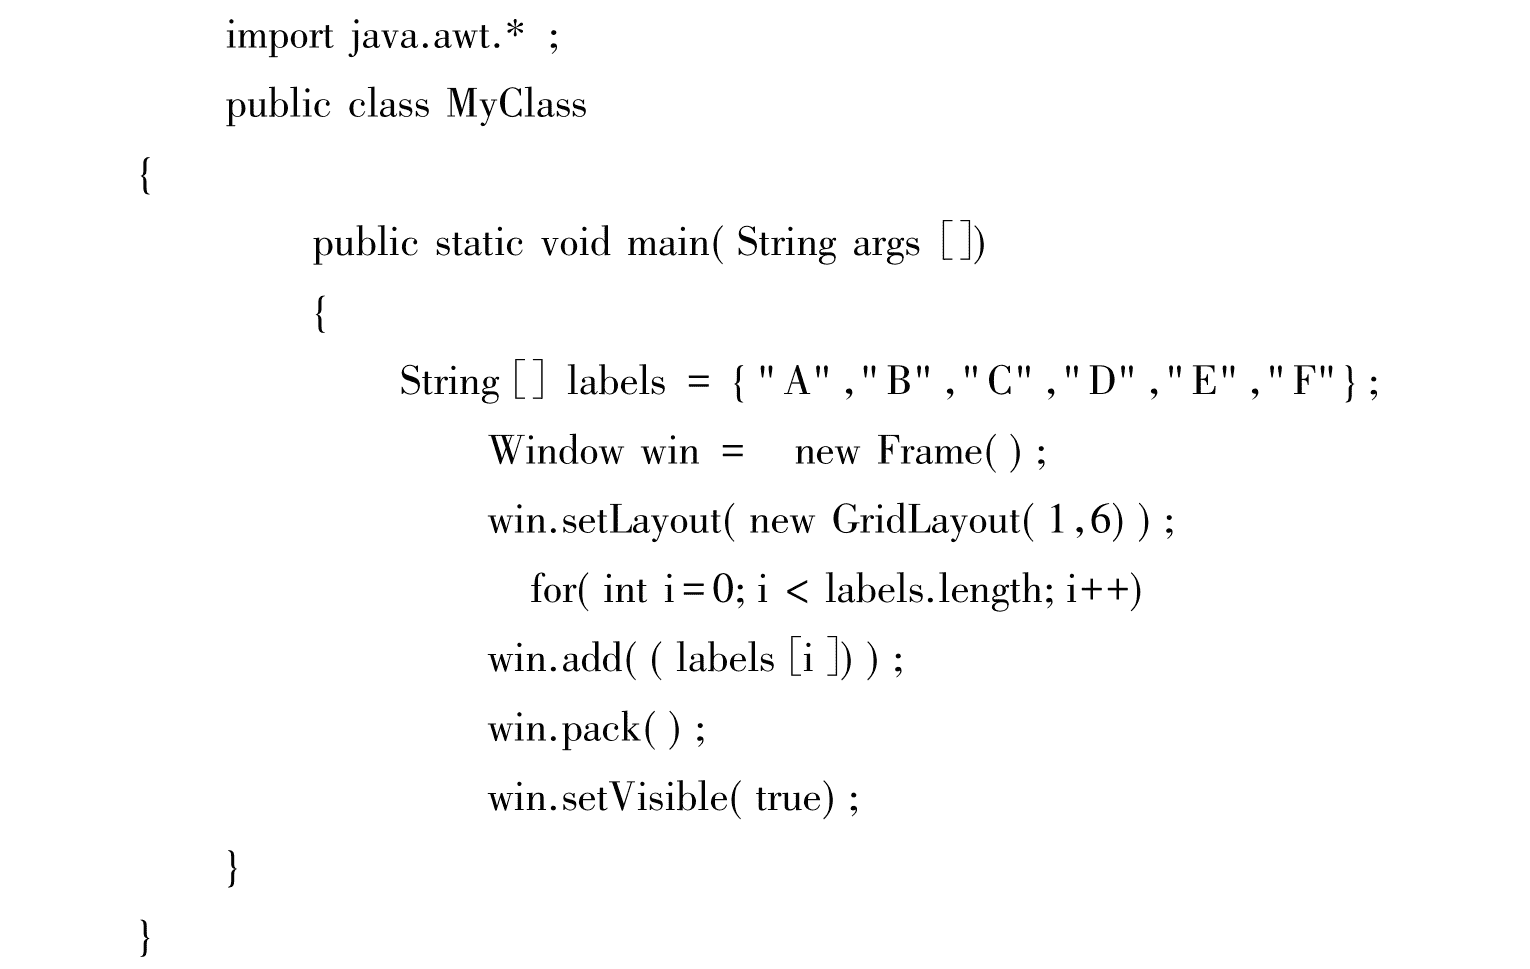 import java.awt.* ;
public class MyClass
{
public static void main( String args [])
{
String [] labels = { "A" ,"B" ,"C" ,"D" ,"E" ,"F"} ;
Window win = new Frame( ) ;
win.setLayout( new GridLayout( 1 ,6) ) ;
for( int i=0; i < labels.length; i++)
win.add( ( labels [i ]) ) ;
win.pack( ) ;
win.setVisible( true) ;
}
}